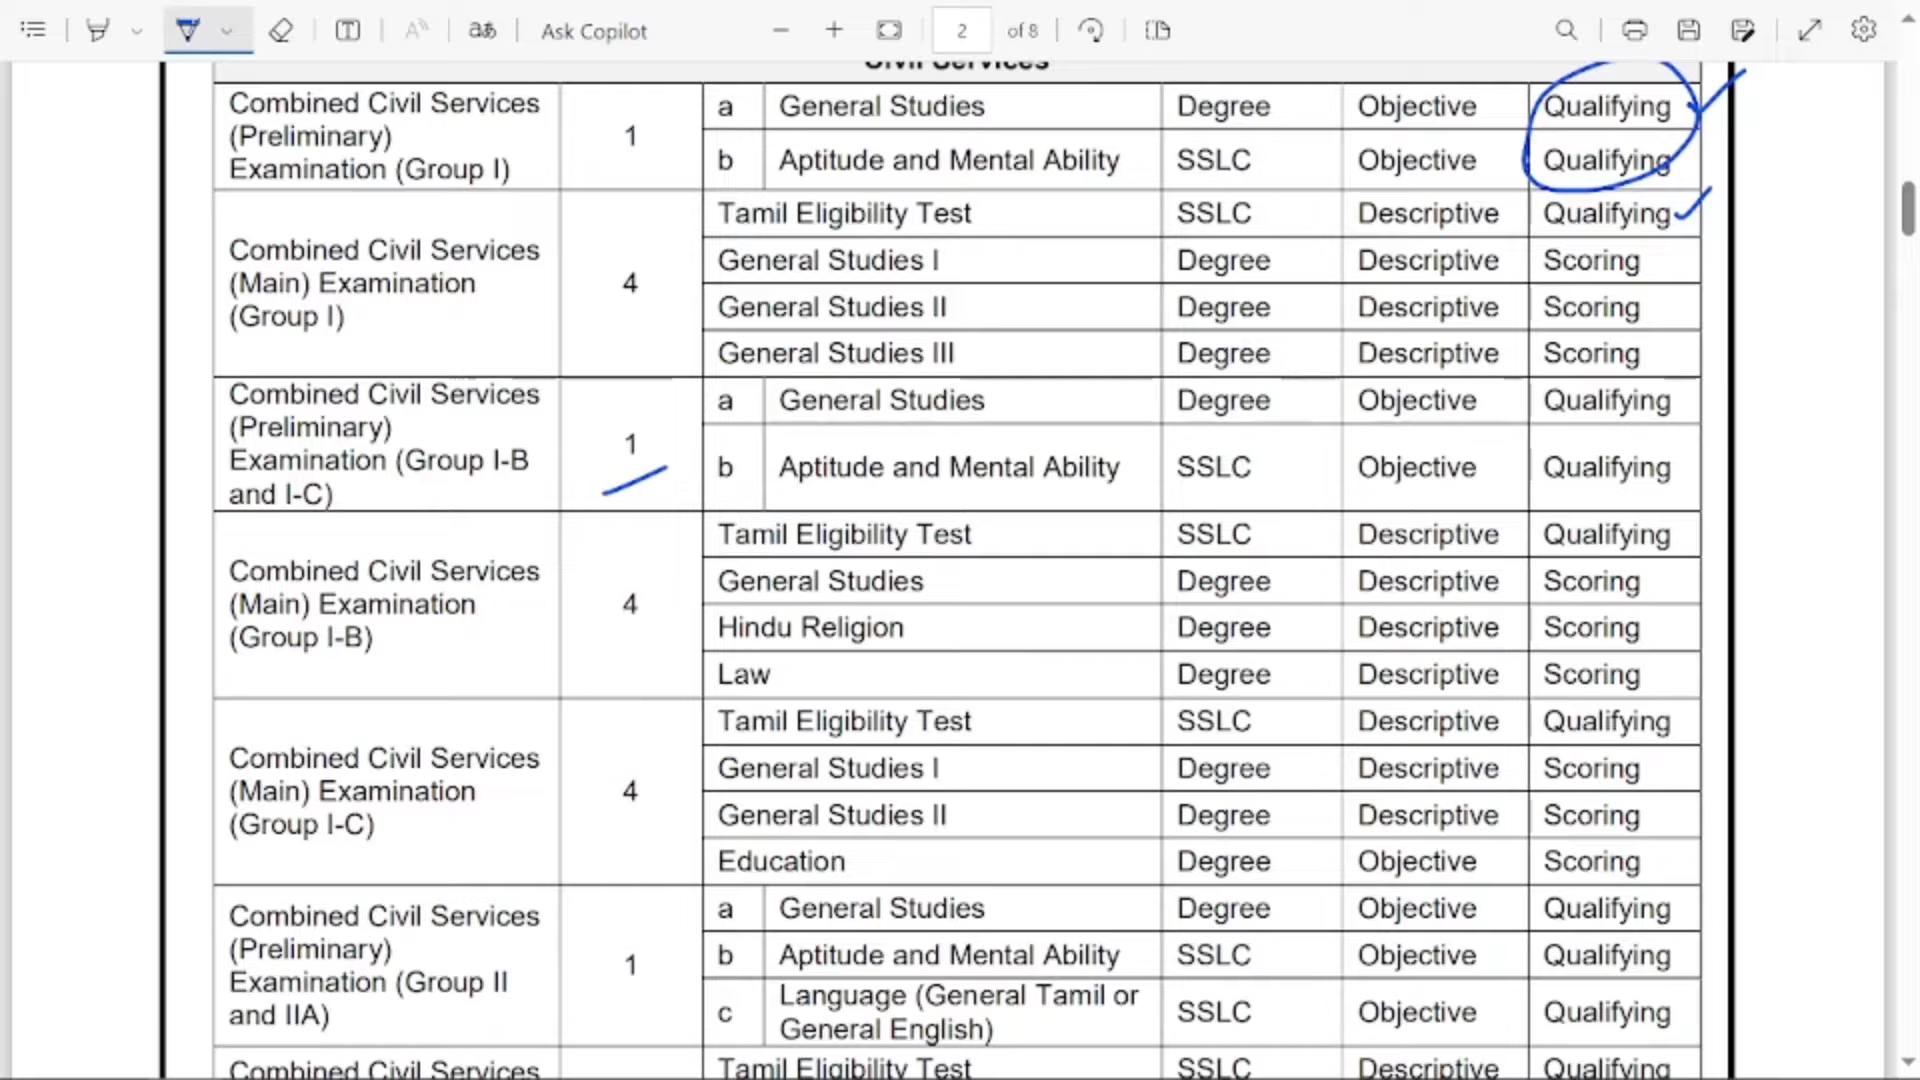 Ask Copilot
2
of 8
Civil Services
Combined Civil Services
(Preliminary)
Examination (Group I)
1
a
General Studies
Degree
Objective
Qualifying
b
Aptitude and Mental Ability
SSLC
Objective
Qualifying
Combined Civil Services
(Main) Examination
(Group I)
4
Tamil Eligibility Test
SSLC
Descriptive
Qualifying
General Studies I
Degree
Descriptive
Scoring
General Studies II
Degree
Descriptive
Scoring
General Studies III
Degree
Descriptive
Scoring
Combined Civil Services
(Preliminary)
Examination (Group I-B
and I-C)
1
a
General Studies
Degree
Objective
Qualifying
b
Aptitude and Mental Ability
SSLC
Objective
Qualifying
Combined Civil Services
(Main) Examination
(Group I-B)
4
Tamil Eligibility Test
SSLC
Descriptive
Qualifying
General Studies
Degree
Descriptive
Scoring
Hindu Religion
Degree
Descriptive
Scoring
Law
Degree
Descriptive
Scoring
Combined Civil Services
(Main) Examination
(Group I-C)
4
Tamil Eligibility Test
SSLC
Descriptive
Qualifying
General Studies I
Degree
Descriptive
Scoring
General Studies II
Degree
Descriptive
Scoring
Education
Degree
Objective
Scoring
Combined Civil Services
(Preliminary)
Examination (Group II
and IIA)
1
a
General Studies
Degree
Objective
Qualifying
b
Aptitude and Mental Ability
SSLC
Objective
Qualifying
c
Language (General Tamil or
General English)
SSLC
Objective
Qualifying
Combined Civil Services
Tamil Eligibility Test
SSLC
Descriptive
Qualifying